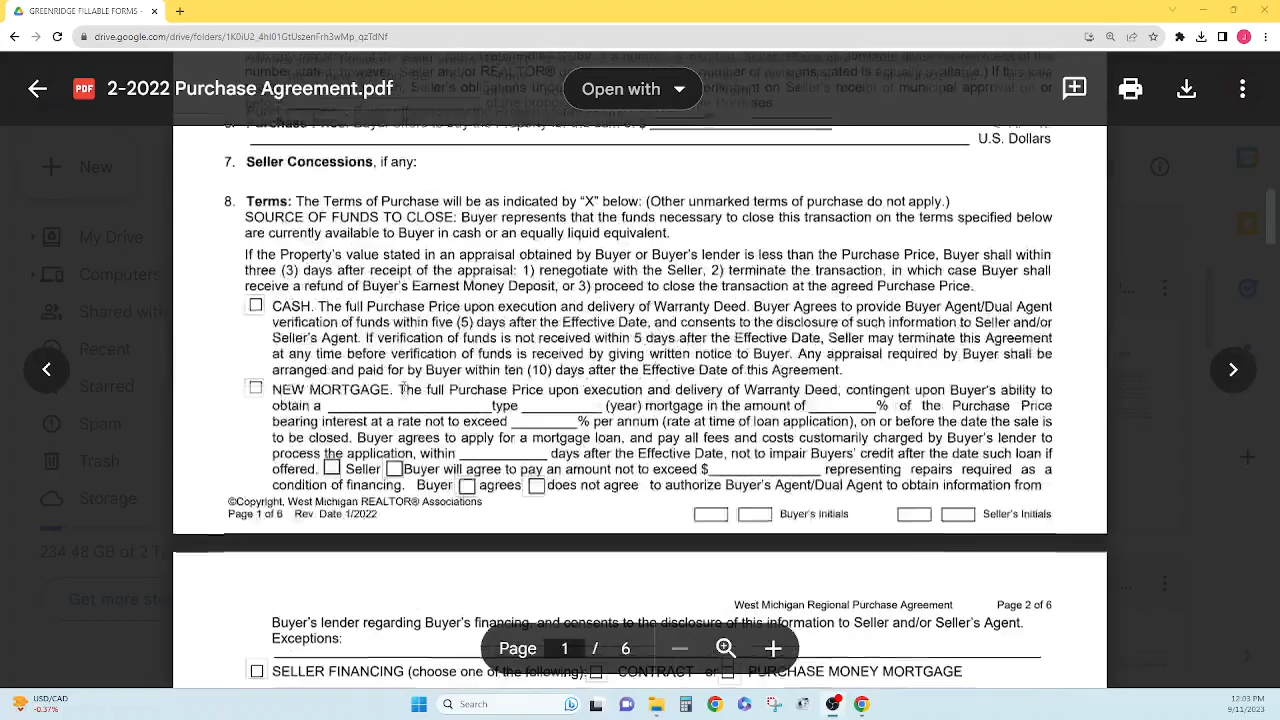 GREENRIDGE FILLABLE FORMS -
drive.google.com/drive/folders/1K0iU2_4hI01GtUszenFrh3wMp_qzTdNf
J
2-2022 Purchase Agreement.pdf
Open with
U.S. Dollars
7. Seller Concessions, if any:
8. Terms: The Terms of Purchase will be as indicated by “X” below: (Other unmarked terms of purchase do not apply.)
SOURCE OF FUNDS TO CLOSE: Buyer represents that the funds necessary to close this transaction on the terms specified below
are currently available to Buyer in cash or an equally liquid equivalent.
If the Property's value stated in an appraisal obtained by Buyer or Buyer's lender is less than the Purchase Price, Buyer shall within
three (3) days after receipt of the appraisal: 1) renegotiate with the Seller, 2) terminate the transaction, in which case Buyer shall
receive a refund of Buyer's Earnest Money Deposit, or 3) proceed to close the transaction at the agreed Purchase Price.
CASH. The full Purchase Price upon execution and delivery of Warranty Deed. Buyer Agrees to provide Buyer Agent/Dual Agent
verification of funds within five (5) days after the Effective Date, and consents to the disclosure of such information to Seller and/or
Seller's Agent. If verification of funds is not received within 5 days after the Effective Date, Seller may terminate this Agreement
at any time before verification of funds is received by giving written notice to Buyer. Any appraisal required by Buyer shall be
arranged and paid for by Buyer within ten (10) days after the Effective Date of this Agreement.
NEW MORTGAGE. The full Purchase Price upon execution and delivery of Warranty Deed, contingent upon Buyer's ability to
obtain a ____ type ____ (year) mortgage in the amount of ____% of the Purchase Price
bearing interest at a rate not to exceed ____% per annum (rate at time of loan application), on or before the date the sale is
to be closed. Buyer agrees to apply for a mortgage loan, and pay all fees and costs customarily charged by Buyer's lender to
process the application, within ____ days after the Effective Date, not to impair Buyers' credit after the date such loan if
offered. Seller Buyer will agree to pay an amount not to exceed $____ representing repairs required as a
condition of financing. Buyer agrees does not agree to authorize Buyer's Agent/Dual Agent to obtain information from
©Copyright, West Michigan REALTOR® Associations
Page 1 of 6 Rev. Date 1/2022 Buyer's Initials Seller's Initials
West Michigan Regional Purchase Agreement Page 2 of 6
Buyer's lender regarding Buyer's financing, and consents to the disclosure of this information to Seller and/or Seller's Agent.
Exceptions:
SELLER FINANCING (choose one of the following): CONTRACT or PURCHASE MONEY MORTGAGE
Page 1 / 6
New
My Drive
Computers
Shared with
Recent
Starred
Spam
Trash
Storage
234.48 GB of 2 T
Get more sto
USD/CAD
-0.37%
Search
12:03 PM
9/11/2023